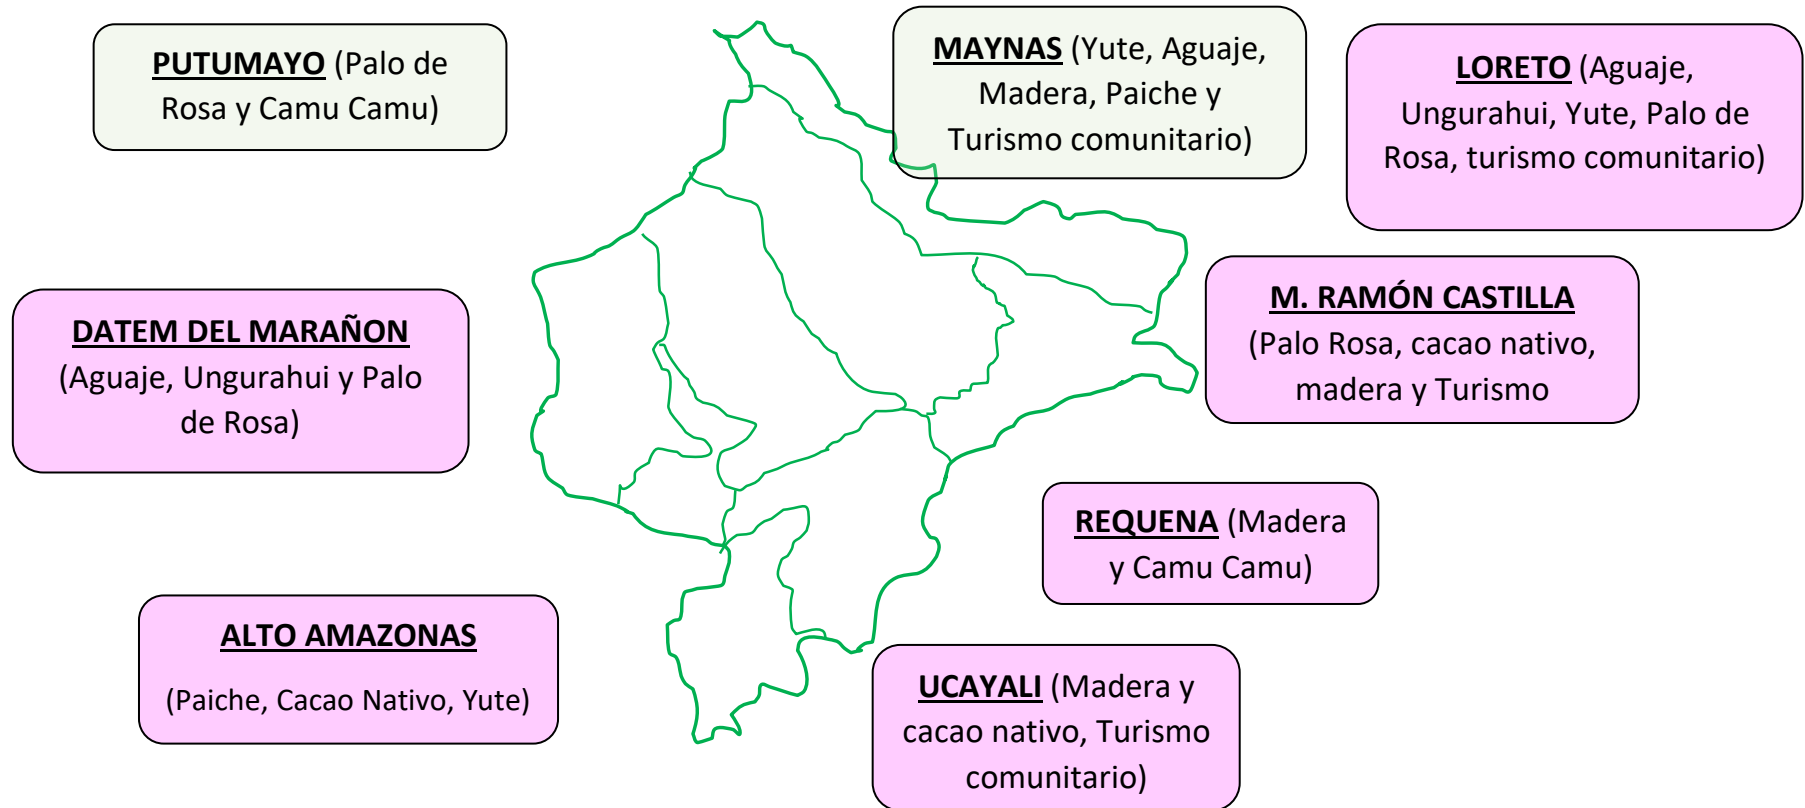 PUTUMAYO (Palo de
Rosa y Camu Camu)
MAYNAS (Yute, Aguaje,
Madera, Paiche y
Turismo comunitario)
LORETO (Aguaje,
Ungurahui, Yute, Palo de
Rosa, turismo comunitario)
DATEM DEL MARAÑON
(Aguaje, Ungurahui y Palo
de Rosa)
M. RAMÓN CASTILLA
(Palo Rosa, cacao nativo,
madera y Turismo
REQUENA (Madera
y Camu Camu)
ALTO AMAZONAS
(Paiche, Cacao Nativo, Yute)
UCAYALI (Madera y
cacao nativo, Turismo
comunitario)